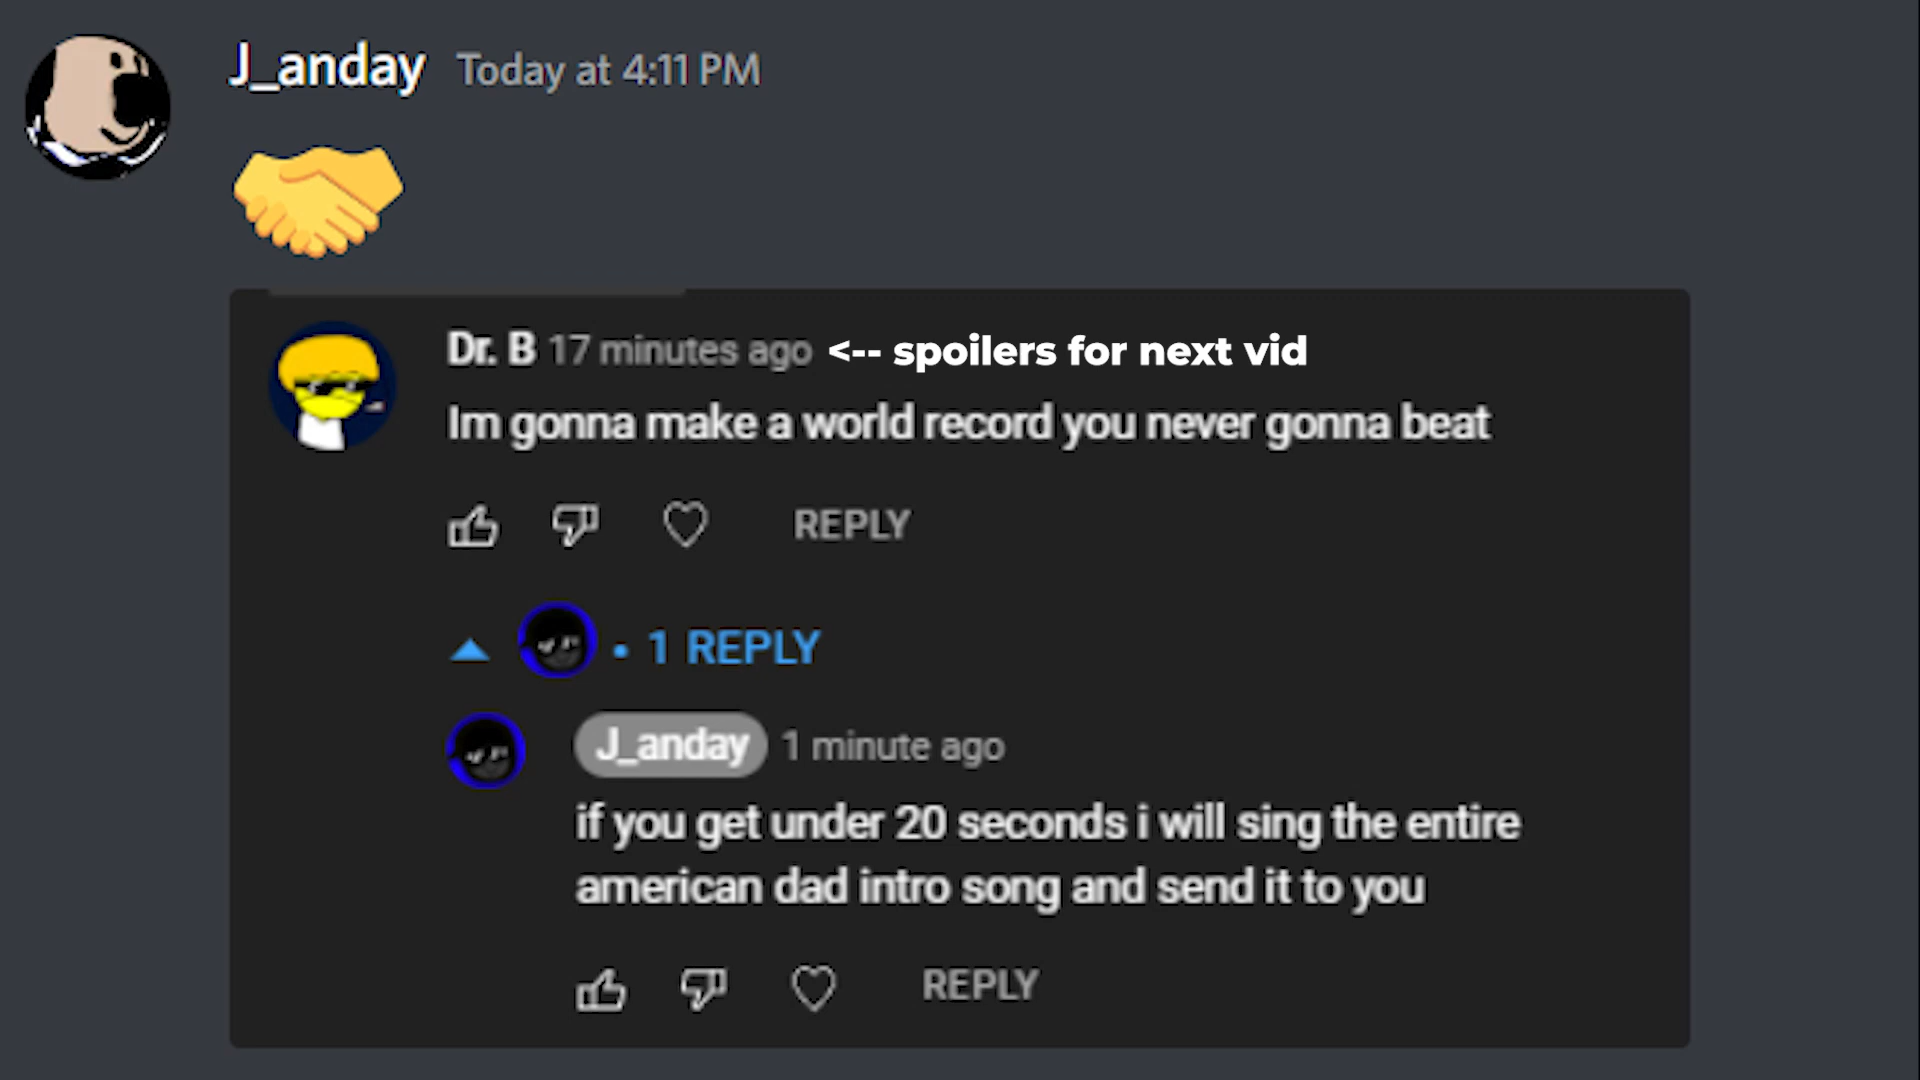 J_anday Today at 4:11 PM
Dr. B 17 minutes ago <-- spoilers for next vid
Im gonna make a world record you never gonna beat
REPLY
• 1 REPLY
J_anday 1 minute ago
if you get under 20 seconds i will sing the entire
american dad intro song and send it to you
REPLY